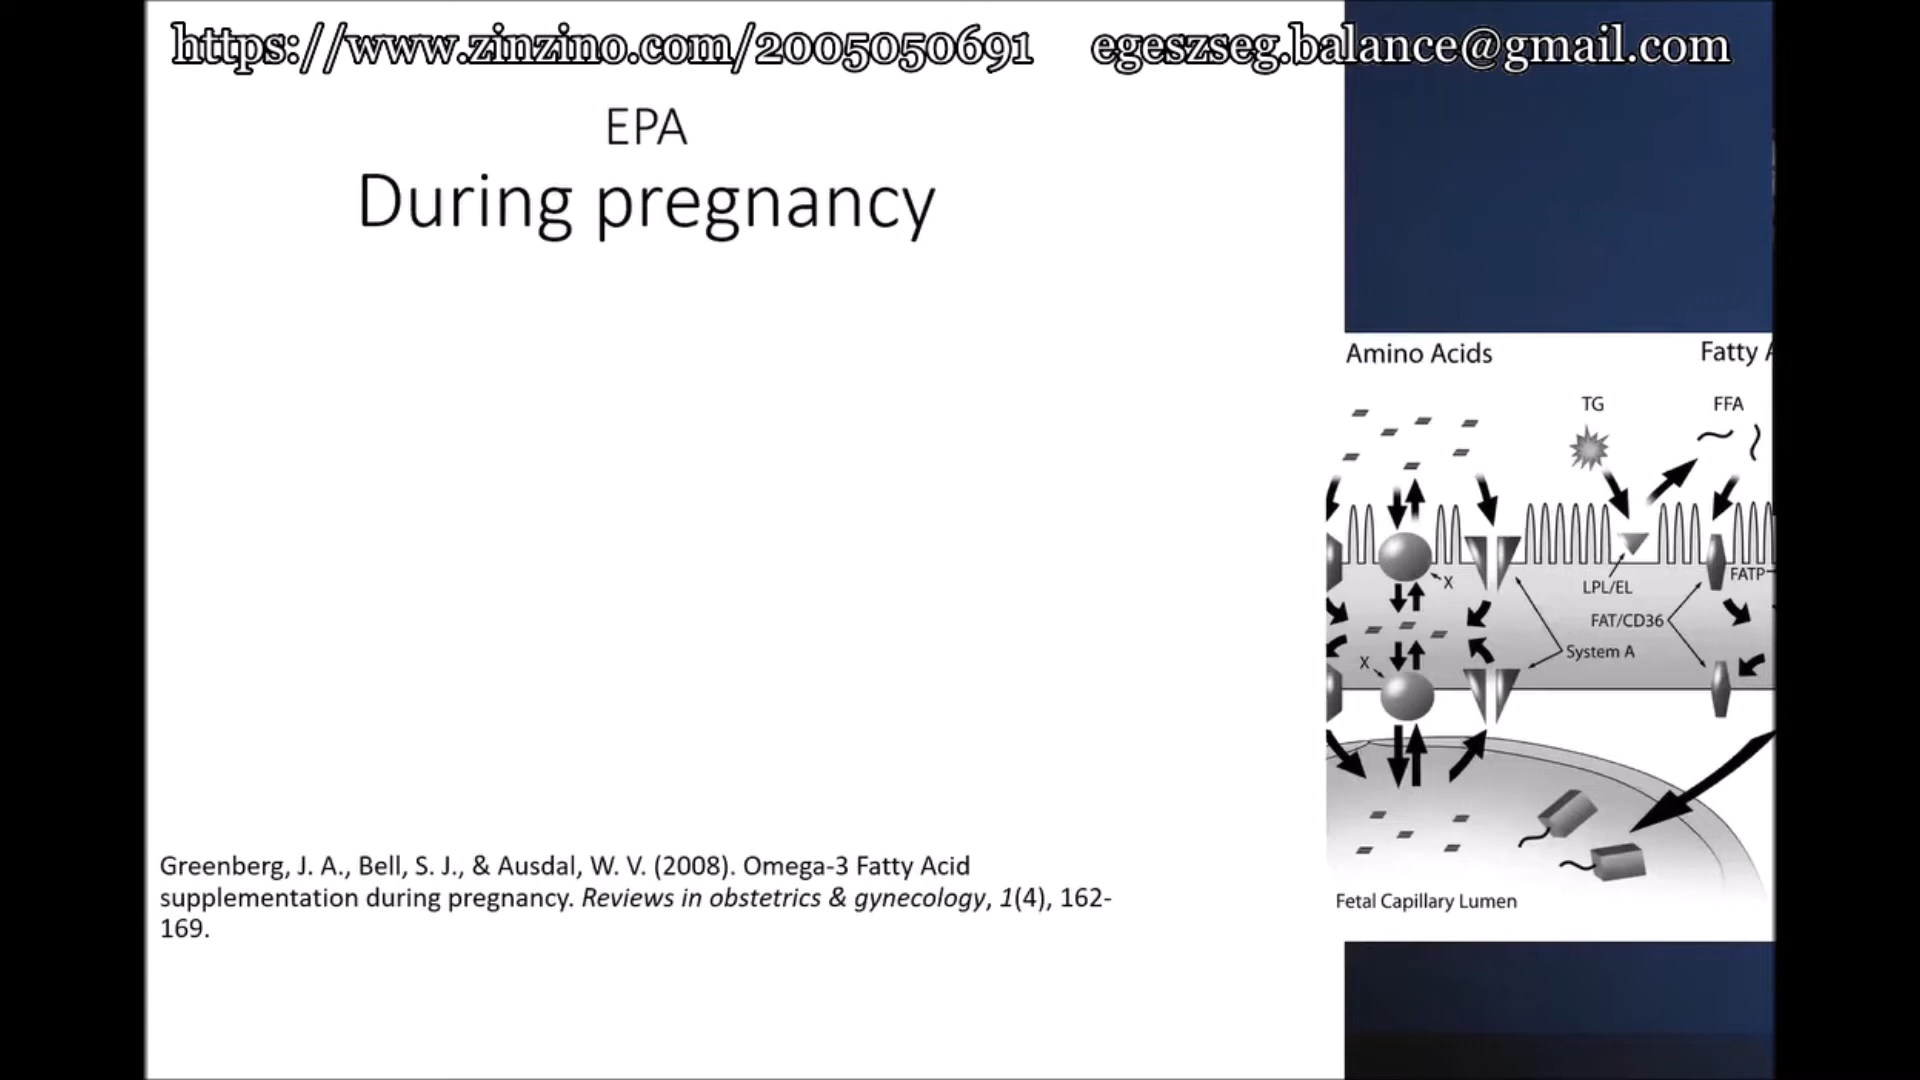 https://www.zinzino.com/2005050691 egeszseg.balance@gmail.com
EPA
During pregnancy
Amino Acids
Fatty A
TG
FFA
X
LPL/EL
FATP
FAT/CD36
System A
X
Fetal Capillary Lumen
Greenberg, J. A., Bell, S. J., & Ausdal, W. V. (2008). Omega-3 Fatty Acid
supplementation during pregnancy. Reviews in obstetrics & gynecology, 1(4), 162-
169.